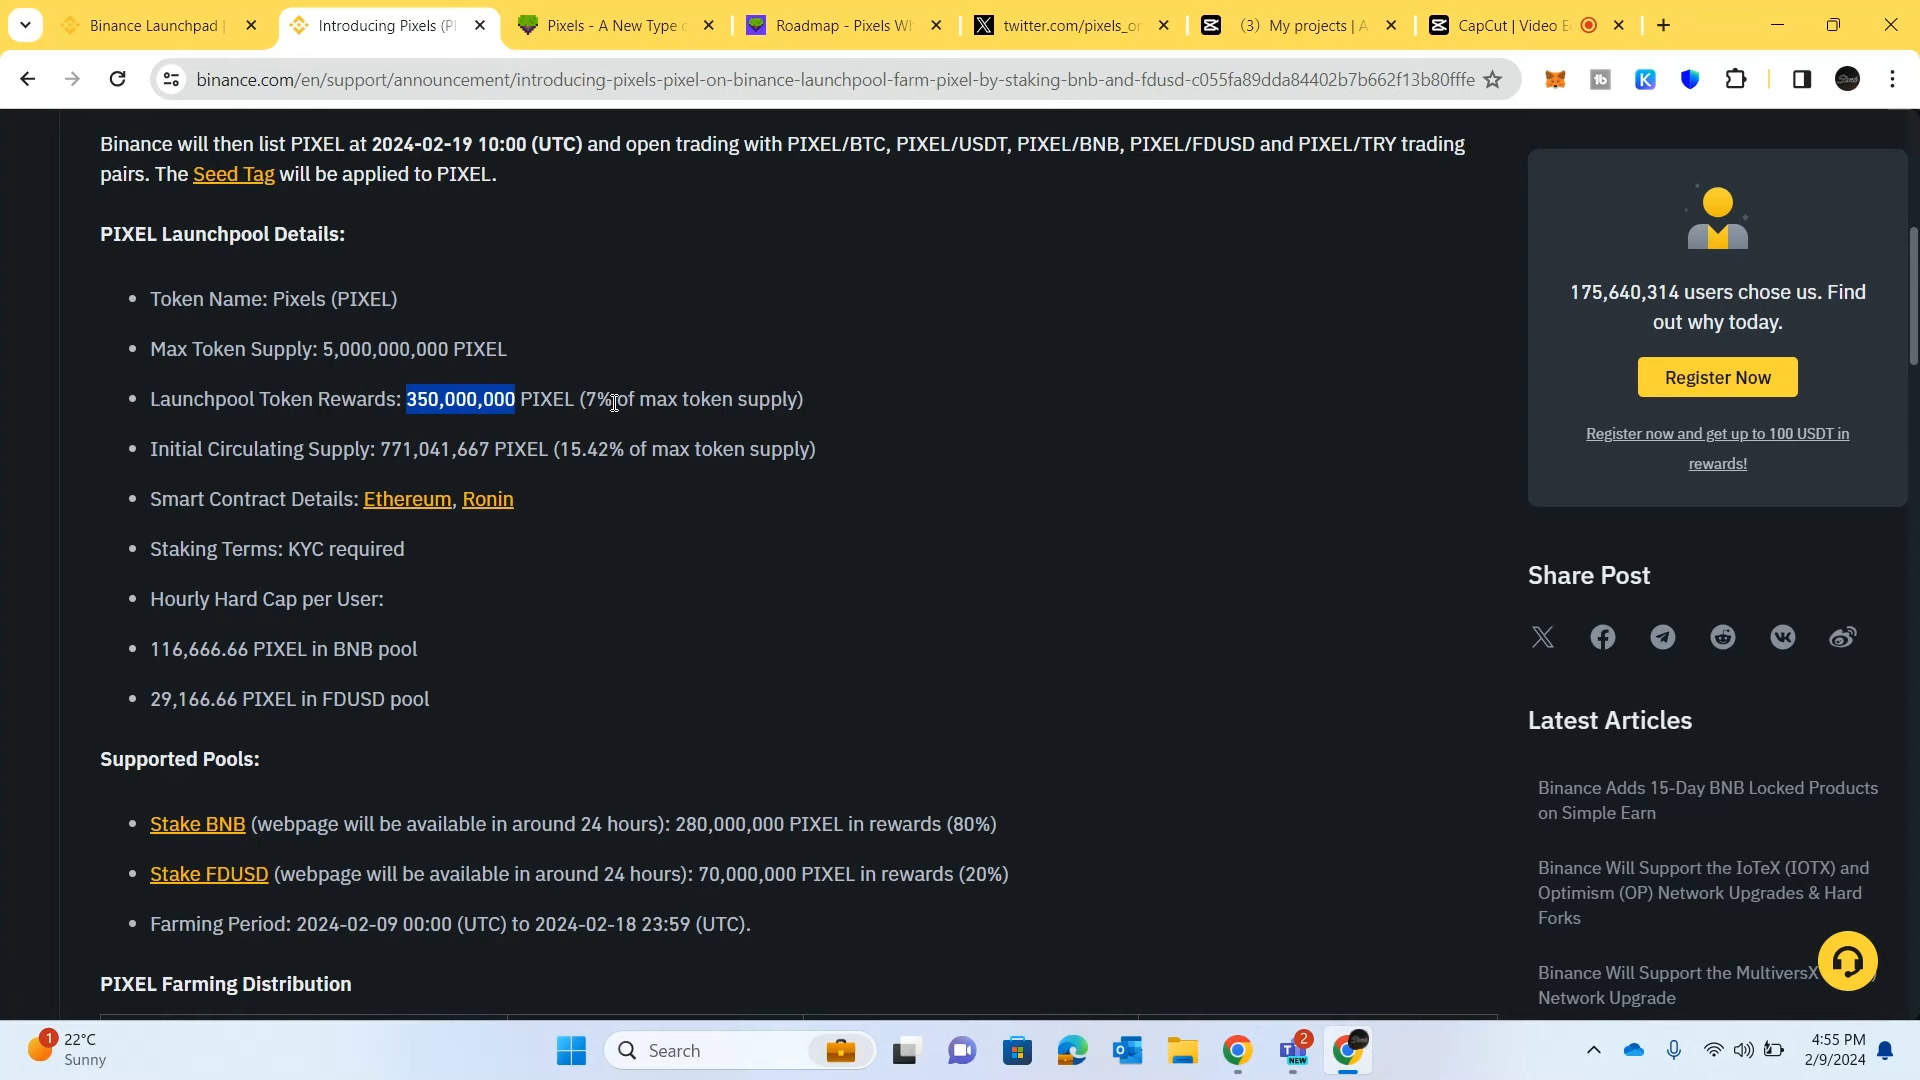 Binance Launchpad |
Introducing Pixels (P
Pixels - A New Type o
Roadmap - Pixels W
twitter.com/pixels_o
(3) My projects | A
CapCut | Video E
binance.com/en/support/announcement/introducing-pixels-pixel-on-binance-launchpool-farm-pixel-by-staking-bnb-and-fdusd-c055fa89dda84402b7b662f13b80fffe
Binance will then list PIXEL at 2024-02-19 10:00 (UTC) and open trading with PIXEL/BTC, PIXEL/USDT, PIXEL/BNB, PIXEL/FDUSD and PIXEL/TRY trading
pairs. The Seed Tag will be applied to PIXEL.
PIXEL Launchpool Details:
• Token Name: Pixels (PIXEL)
• Max Token Supply: 5,000,000,000 PIXEL
• Launchpool Token Rewards: 350,000,000 PIXEL (7% of max token supply)
• Initial Circulating Supply: 771,041,667 PIXEL (15.42% of max token supply)
• Smart Contract Details: Ethereum, Ronin
• Staking Terms: KYC required
• Hourly Hard Cap per User:
• 116,666.66 PIXEL in BNB pool
• 29,166.66 PIXEL in FDUSD pool
Supported Pools:
• Stake BNB (webpage will be available in around 24 hours): 280,000,000 PIXEL in rewards (80%)
• Stake FDUSD (webpage will be available in around 24 hours): 70,000,000 PIXEL in rewards (20%)
• Farming Period: 2024-02-09 00:00 (UTC) to 2024-02-18 23:59 (UTC).
PIXEL Farming Distribution
175,640,314 users chose us. Find
out why today.
Register Now
Register now and get up to 100 USDT in
rewards!
Share Post
Latest Articles
Binance Adds 15-Day BNB Locked Products
on Simple Earn
Binance Will Support the IoTeX (IOTX) and
Optimism (OP) Network Upgrades & Hard
Forks
Binance Will Support the MultiversX
Network Upgrade
1
22°C
Sunny
Search
2
NEW
4:55 PM
2/9/2024